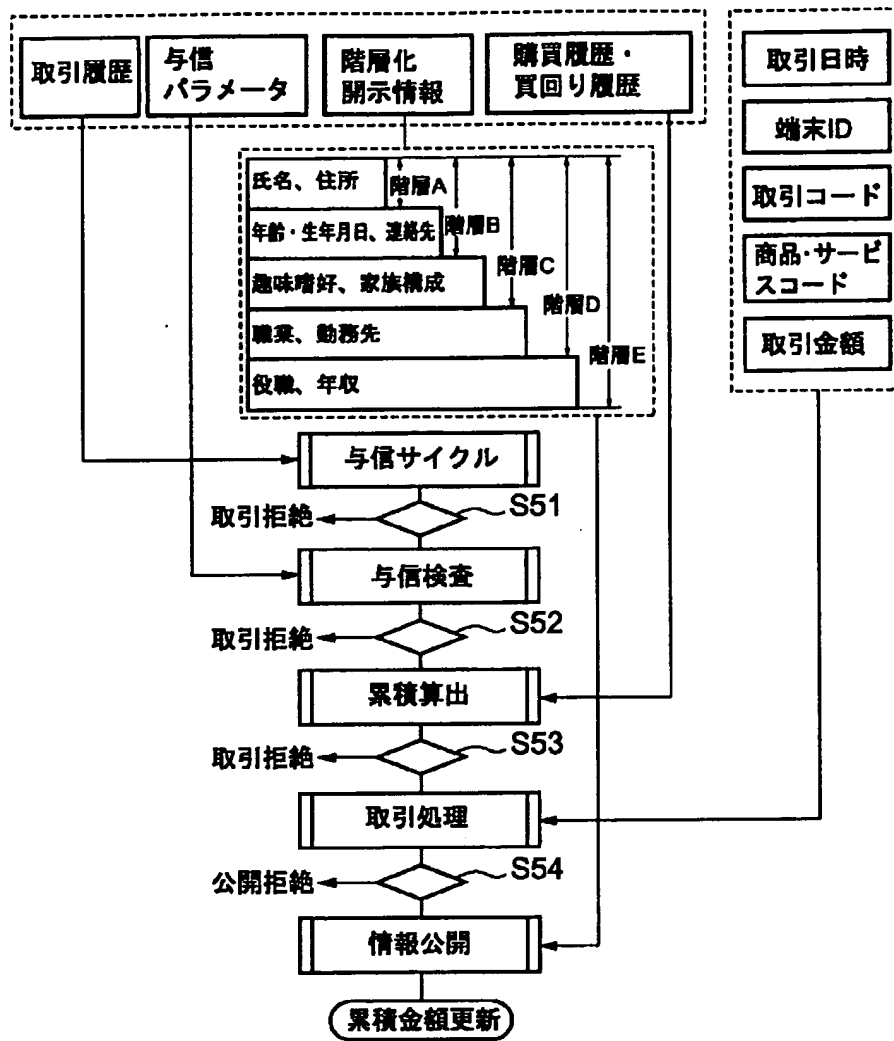 取引履歴
与信
パラメータ
階層化
開示情報
購買履歴・
買回り履歴
取引日時
端末ID
取引コード
商品・サービ
スコード
取引金額
氏名、住所
階層A
年齢・生年月日、連絡先
階層B
趣味嗜好、家族構成
階層C
職業、勤務先
階層D
役職、年収
階層E
与信サイクル
取引拒絶
S51
与信検査
取引拒絶
S52
累積算出
取引拒絶
S53
取引処理
公開拒絶
S54
情報公開
累積金額更新